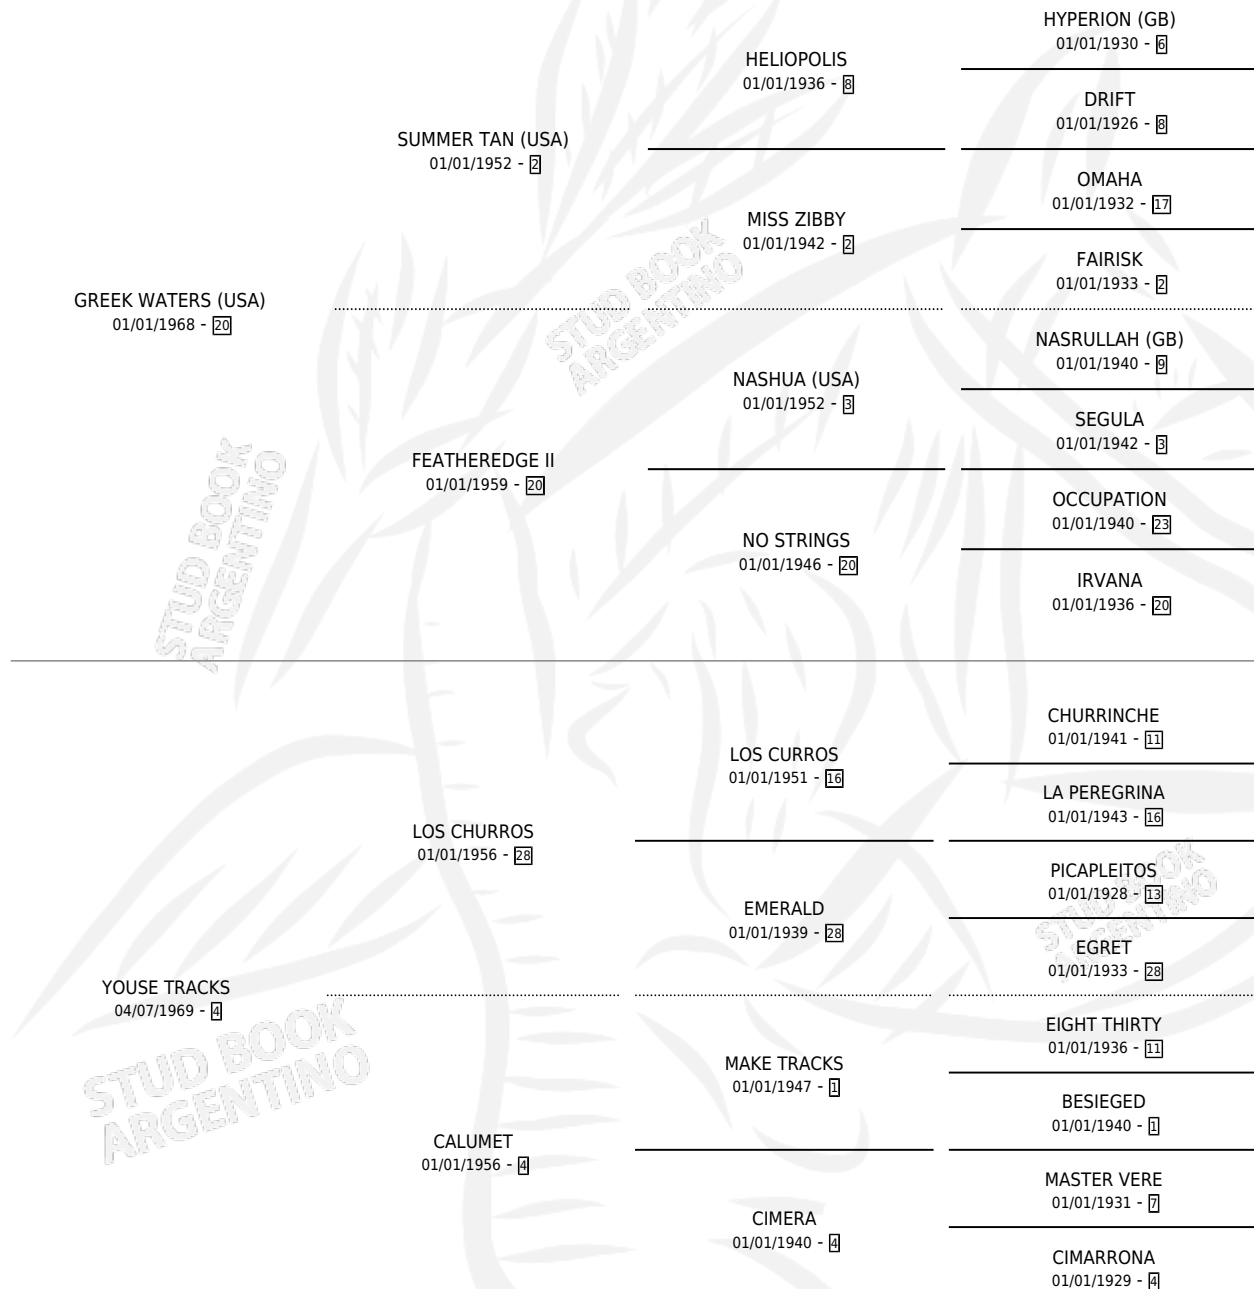 HYPERION (GB)
01/01/1930 - 6
HELIOPOLIS
01/01/1936 - 8
DRIFT
01/01/1926 - 8
SUMMER TAN (USA)
01/01/1952 - 2
OMAHA
01/01/1932 - 17
MISS ZIBBY
01/01/1942 - 2
FAIRISK
01/01/1933 - 2
GREEK WATERS (USA)
01/01/1968 - 20
NASRULLAH (GB)
01/01/1940 - 9
NASHUA (USA)
01/01/1952 - 3
SEGULA
01/01/1942 - 3
FEATHEREDGE II
01/01/1959 - 20
OCCUPATION
01/01/1940 - 23
NO STRINGS
01/01/1946 - 20
IRVANA
01/01/1936 - 20
CHURRINCHE
01/01/1941 - 11
LOS CURROS
01/01/1951 - 16
LA PEREGRINA
01/01/1943 - 16
LOS CHURROS
01/01/1956 - 28
PICAPLEITOS
01/01/1928 - 13
EMERALD
01/01/1939 - 28
EGRET
01/01/1933 - 28
YOUSE TRACKS
04/07/1969 - 4
EIGHT THIRTY
01/01/1936 - 11
MAKE TRACKS
01/01/1947 - 1
BESIEGED
01/01/1940 - 1
CALUMET
01/01/1956 - 4
MASTER VERE
01/01/1931 - 7
CIMERA
01/01/1940 - 4
CIMARRONA
01/01/1929 - 4
STUD BOOK
ARGENTINO
STUD BOOK
ARGENTINO
STUD BOOK
ARGENTINO
STUD BOOK
ARGENTINO